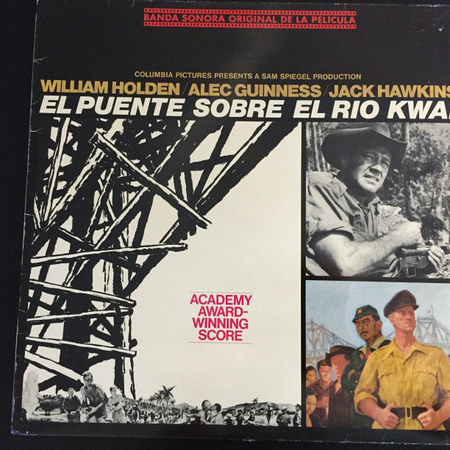 BANDA SONORA ORIGINAL DE LA PELICULA
COLUMBIA PICTURES PRESENTS A SAM SPIEGEL PRODUCTION
WILLIAM HOLDEN / ALEC GUINNESS / JACK HAWKINS
EL PUENTE SOBRE EL RIO KWA
ACADEMY
AWARD-
WINNING
SCORE